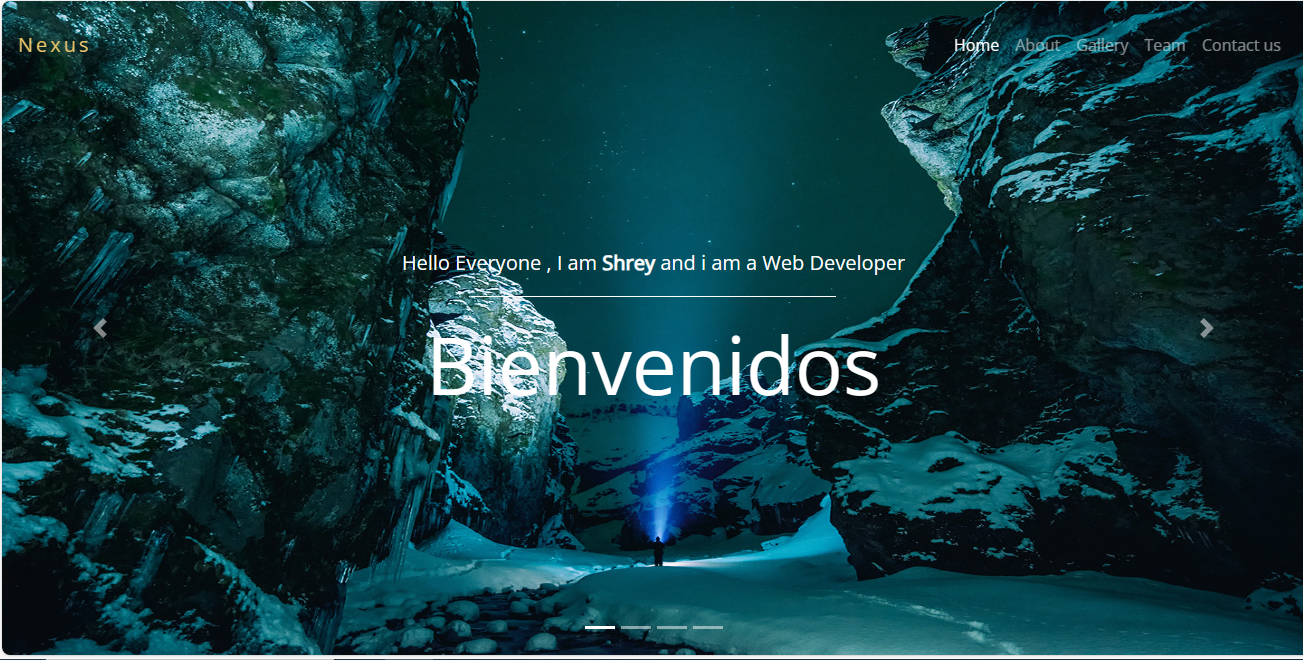 Nexus
Home About Gallery Team Contact us
Hello Everyone , I am Shrey and i am a Web Developer
Bienvenidos